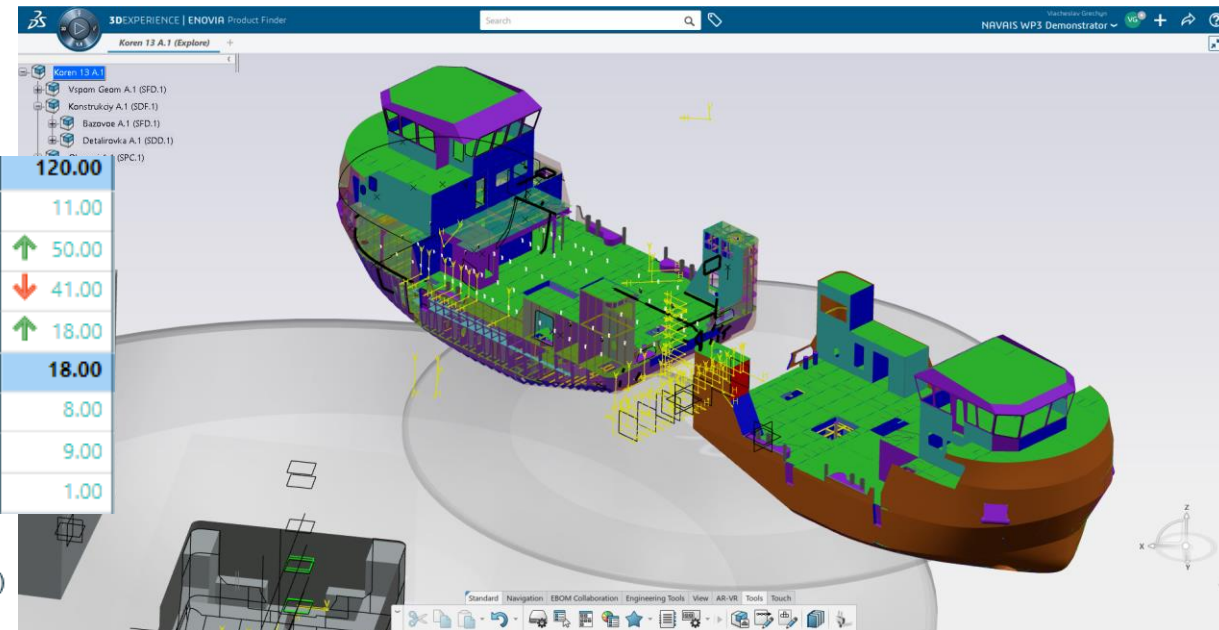 3DEXPERIENCE | ENOVIA Product Finder
Search
Viacheslav Grechyn
NAVAIS WP3 Demonstrator
VG
Koren 13 A.1 (Explore)
Koren 13 A.1
Vspom Geom A.1 (SFD.1)
Konstrukciy A.1 (SDF.1)
Bazovoe A.1 (SFD.1)
Detalirovka A.1 (SDD.1)
(SPC.1)
120.00
11.00
50.00
41.00
18.00
18.00
8.00
9.00
1.00
)
Z
X
Y
Standard Navigation EBOM Collaboration Engineering Tools View AR-VR Tools Touch